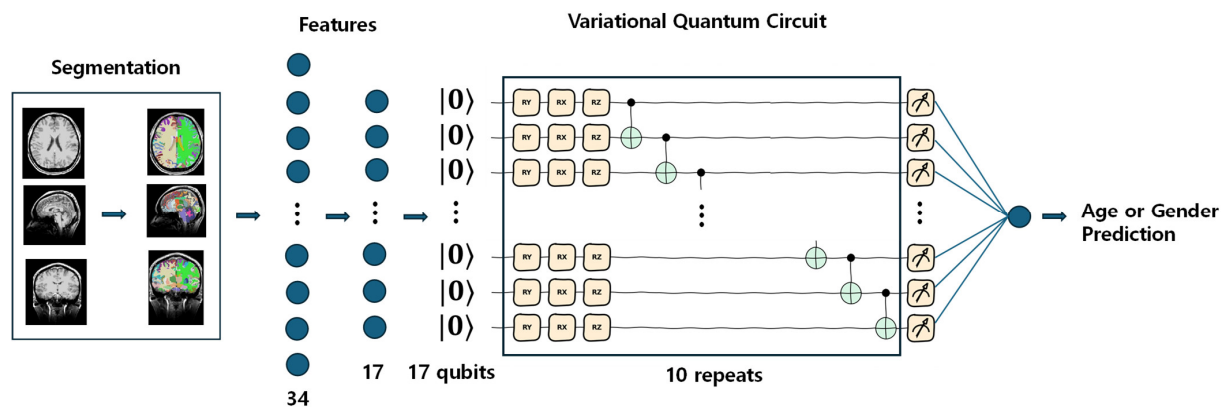 Features
Variational Quantum Circuit
Segmentation
|0⟩ RY RX RZ
|0⟩ RY RX RZ
|0⟩ RY RX RZ
|0⟩ RY RX RZ
|0⟩ RY RX RZ
|0⟩ RY RX RZ
Age or Gender
Prediction
34
17
17 qubits
10 repeats